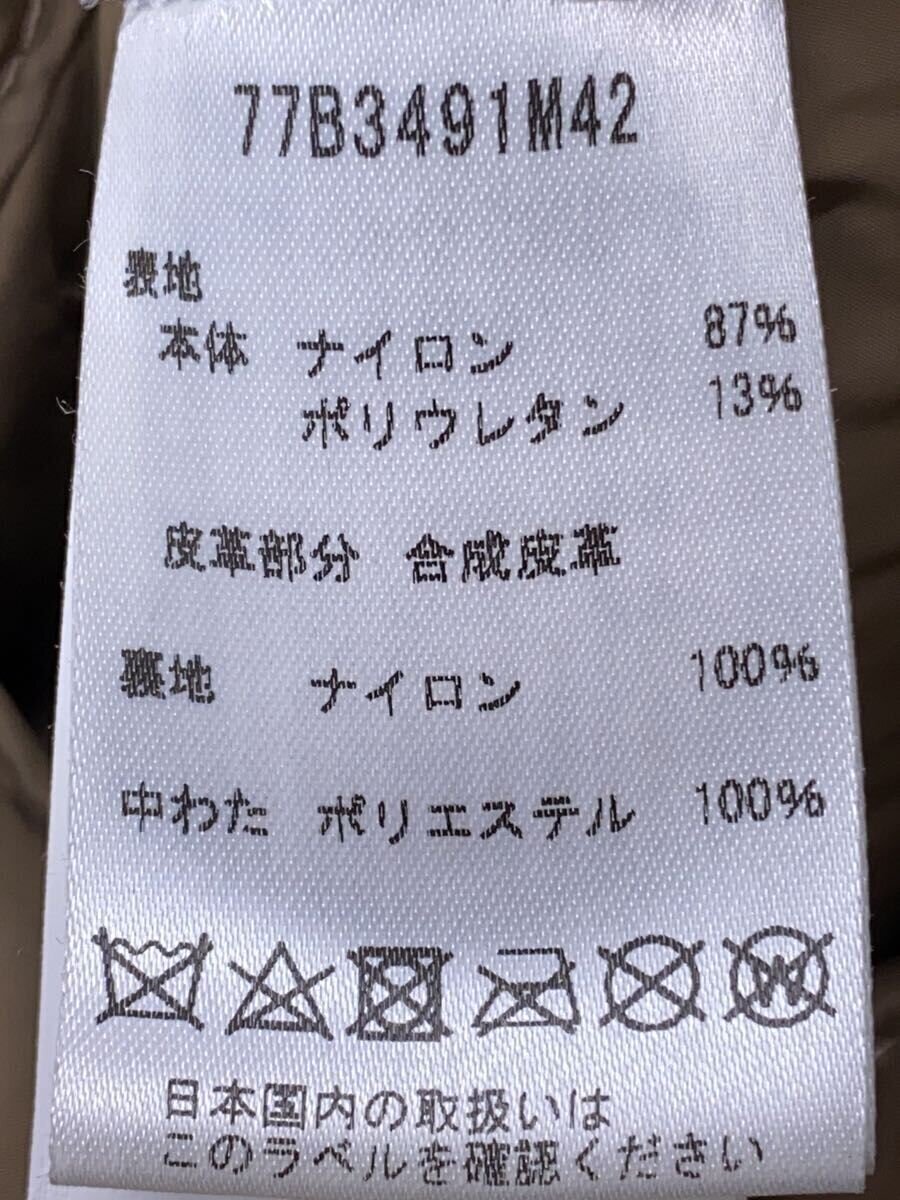 77B3491M42
表地
本体 ナイロン 87%
ポリウレタン 13%
皮革部分 合成皮革
裏地 ナイロン 100%
中わた ポリエステル 100%
W
日本国内の取扱いは
このラベルを確認ください